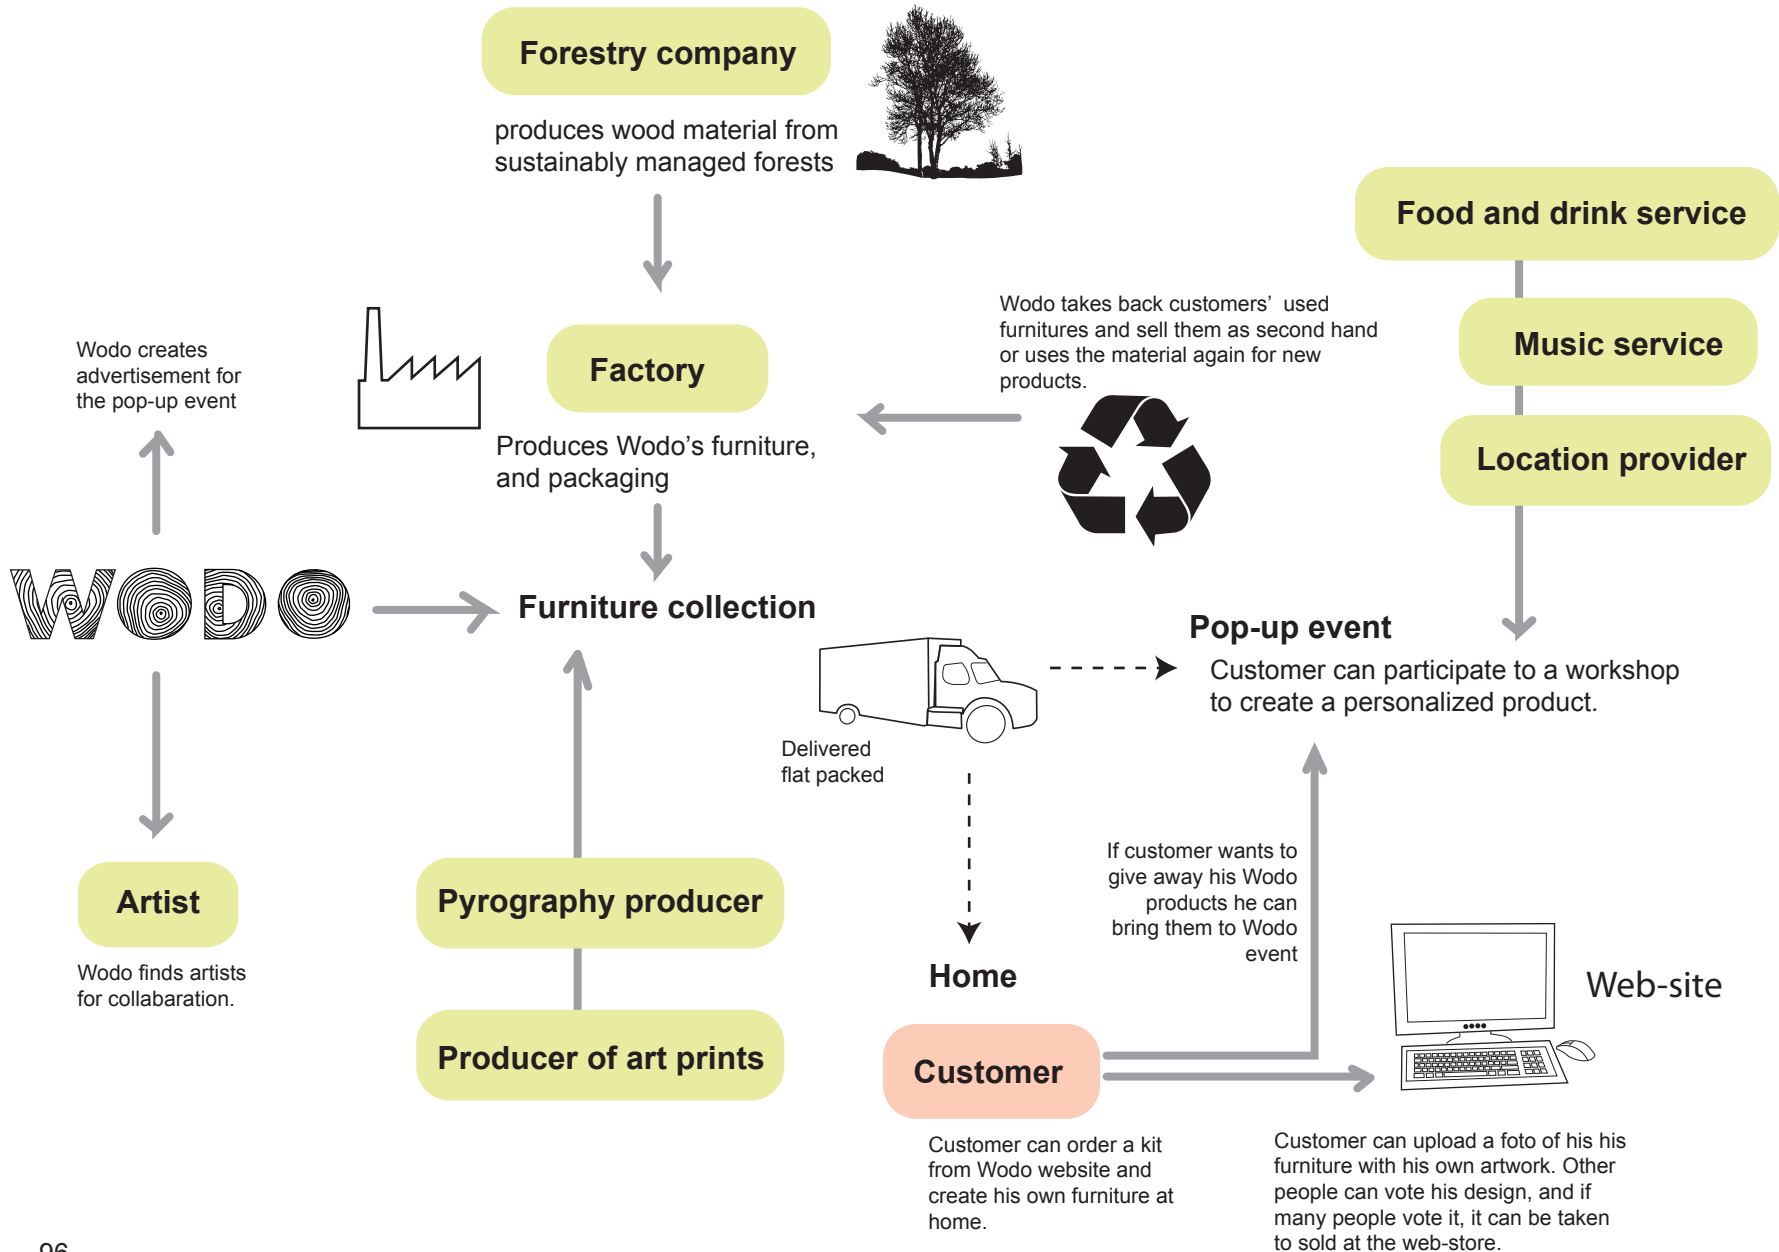 Forestry company
produces wood material from
sustainably managed forests
Food and drink service
Music service
Location provider
Wodo takes back customers’ used
furnitures and sell them as second hand
or uses the material again for new
products.
Factory
Produces Wodo’s furniture,
and packaging
Wodo creates
advertisement for
the pop-up event
WODO
Furniture collection
Pop-up event
Customer can participate to a workshop
to create a personalized product.
Delivered
flat packed
If customer wants to
give away his Wodo
products he can
bring them to Wodo
event
Artist
Wodo finds artists
for collabaration.
Pyrography producer
Producer of art prints
Home
Customer
Customer can order a kit
from Wodo website and
create his own furniture at
home.
Web-site
Customer can upload a foto of his his
furniture with his own artwork. Other
people can vote his design, and if
many people vote it, it can be taken
to sold at the web-store.
96